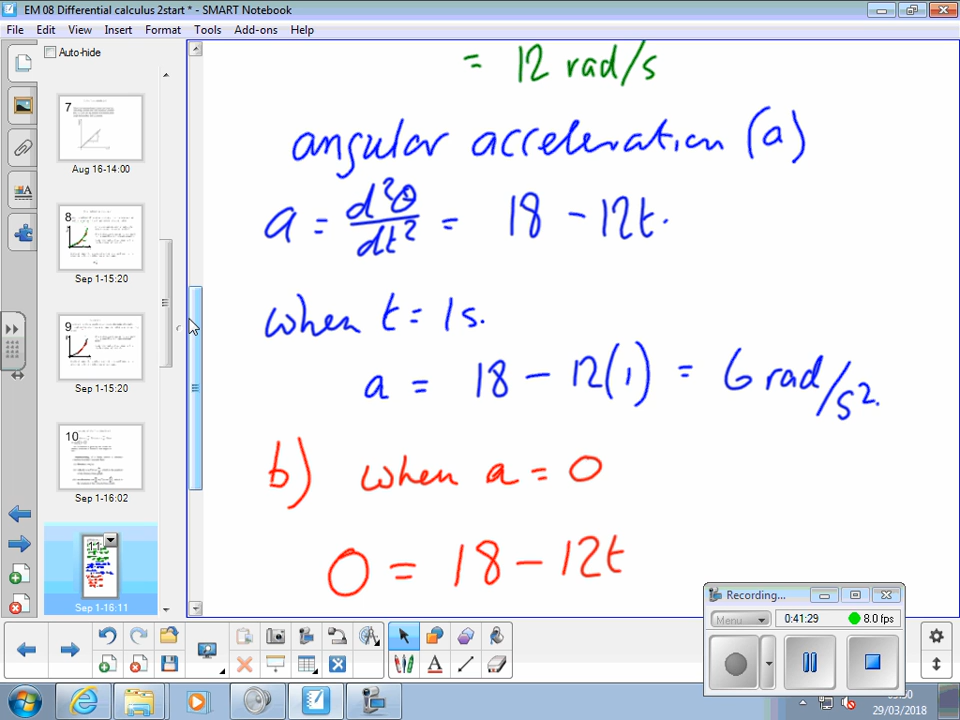 EM 08 Differential calculus 2start * - SMART Notebook
File Edit View Insert Format Tools Add-ons Help
Auto-hide
7
Aug 16-14:00
8
Sep 1-15:20
9
Sep 1-15:20
10
Sep 1-16:02
11
Sep 1-16:11
= 12 rad/s
angular acceleration (a)
a = d²θ/dt² = 18 - 12t.
when t = 1s.
a = 18 - 12(1) = 6 rad/s².
b) when a = 0
0 = 18 - 12t
Recording...
Menu
0:41:29
8.0 fps
29/03/2018